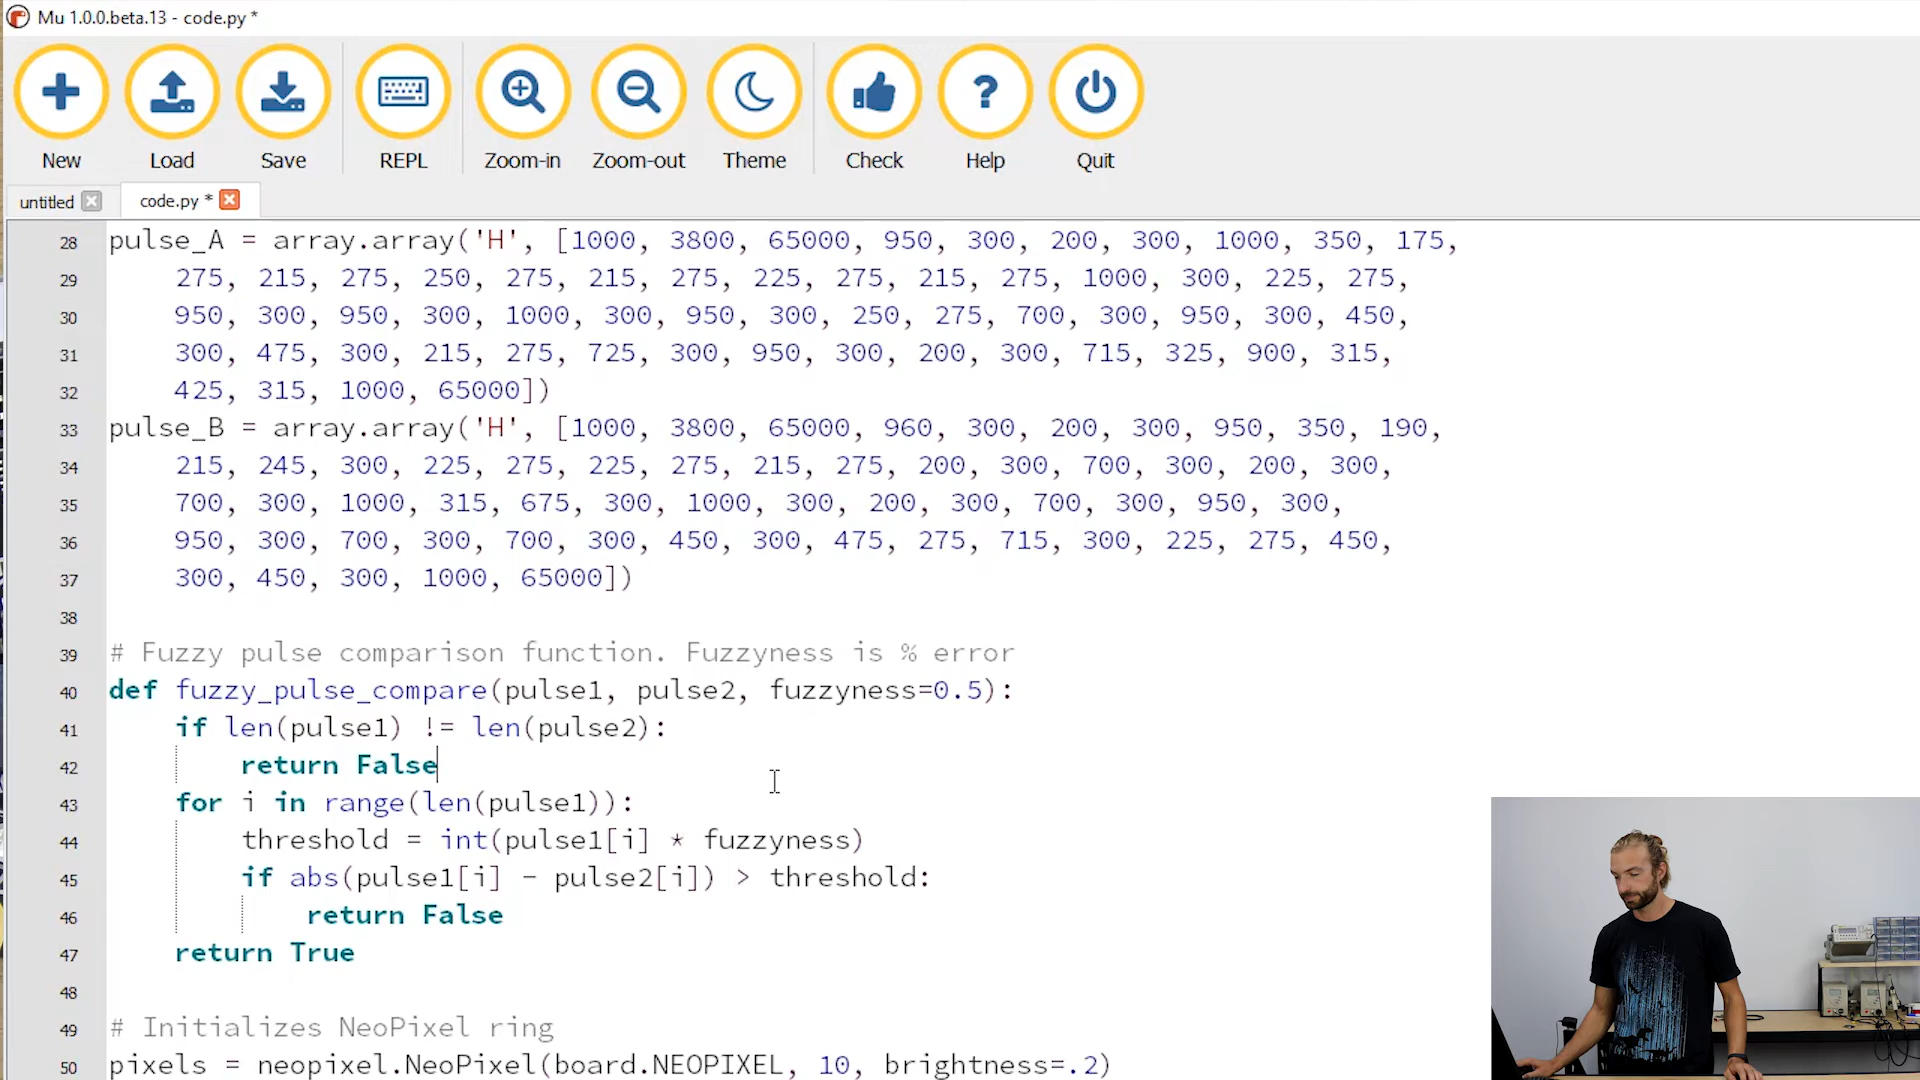 Mu 1.0.0.beta.13 - code.py *
New Load Save REPL Zoom-in Zoom-out Theme Check Help Quit
untitled code.py *
28 pulse_A = array.array('H', [1000, 3800, 65000, 950, 300, 200, 300, 1000, 350, 175,
29 275, 215, 275, 250, 275, 215, 275, 225, 275, 215, 275, 1000, 300, 225, 275,
30 950, 300, 950, 300, 1000, 300, 950, 300, 250, 275, 700, 300, 950, 300, 450,
31 300, 475, 300, 215, 275, 725, 300, 950, 300, 200, 300, 715, 325, 900, 315,
32 425, 315, 1000, 65000])
33 pulse_B = array.array('H', [1000, 3800, 65000, 960, 300, 200, 300, 950, 350, 190,
34 215, 245, 300, 225, 275, 225, 275, 215, 275, 200, 300, 700, 300, 200, 300,
35 700, 300, 1000, 315, 675, 300, 1000, 300, 200, 300, 700, 300, 950, 300,
36 950, 300, 700, 300, 700, 300, 450, 300, 475, 275, 715, 300, 225, 275, 450,
37 300, 450, 300, 1000, 65000])
38
39 # Fuzzy pulse comparison function. Fuzzyness is % error
40 def fuzzy_pulse_compare(pulse1, pulse2, fuzzyness=0.5):
41 if len(pulse1) != len(pulse2):
42 return False
43 for i in range(len(pulse1)):
44 threshold = int(pulse1[i] * fuzzyness)
45 if abs(pulse1[i] - pulse2[i]) > threshold:
46 return False
47 return True
48
49 # Initializes NeoPixel ring
50 pixels = neopixel.NeoPixel(board.NEOPIXEL, 10, brightness=.2)